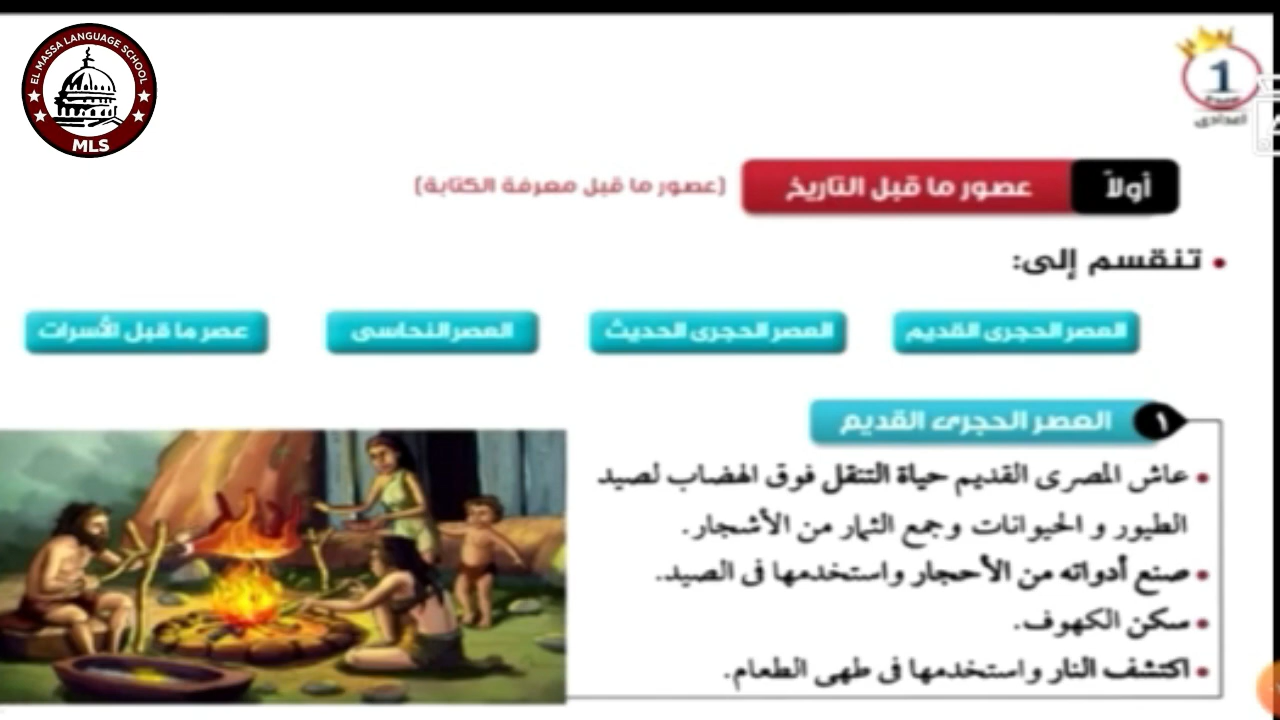 EL MASSA LANGUAGE SCHOOL
MLS
1
اعدادى
أولاً
عصور ما قبل التاريخ
(عصور ما قبل معرفة الكتابة)
• تنقسم إلى:
العصر الحجرى القديم
العصر الحجرى الحديث
العصر النحاسى
عصر ما قبل الأسرات
١ العصر الحجرى القديم
• عاش المصرى القديم حياة التنقل فوق الهضاب لصيد
الطيور و الحيوانات وجمع الثمار من الأشجار.
• صنع أدواته من الأحجار واستخدمها فى الصيد.
• سكن الكهوف.
• اكتشف النار واستخدمها فى طهى الطعام.